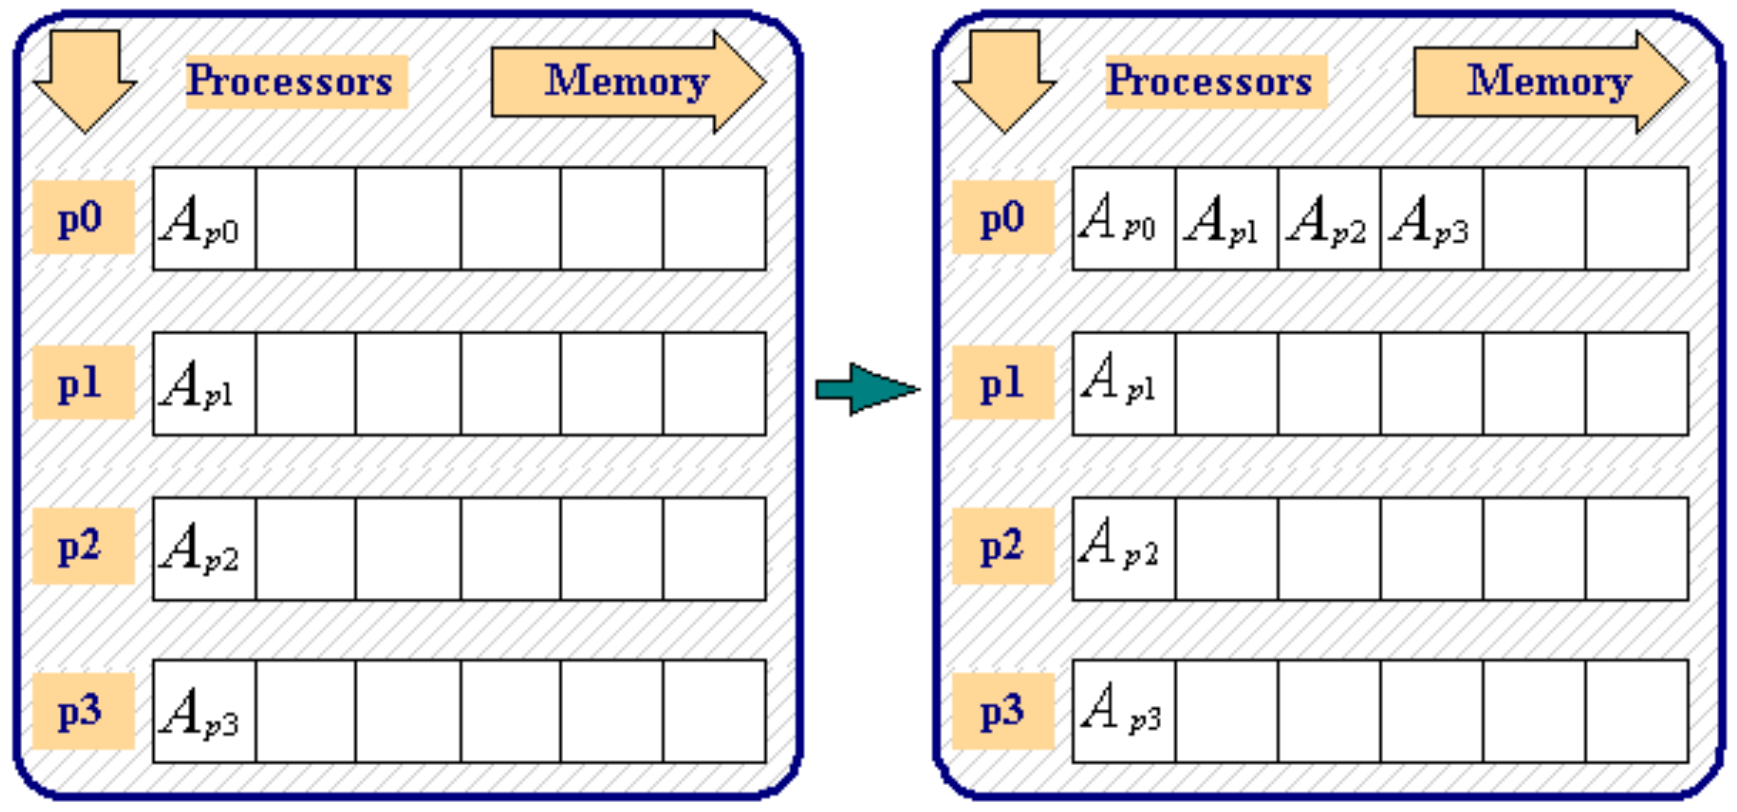 Processors Memory
p0 A p0
p1 A p1
p2 A p2
p3 A p3
Processors Memory
p0 A p0 A p1 A p2 A p3
p1 A p1
p2 A p2
p3 A p3